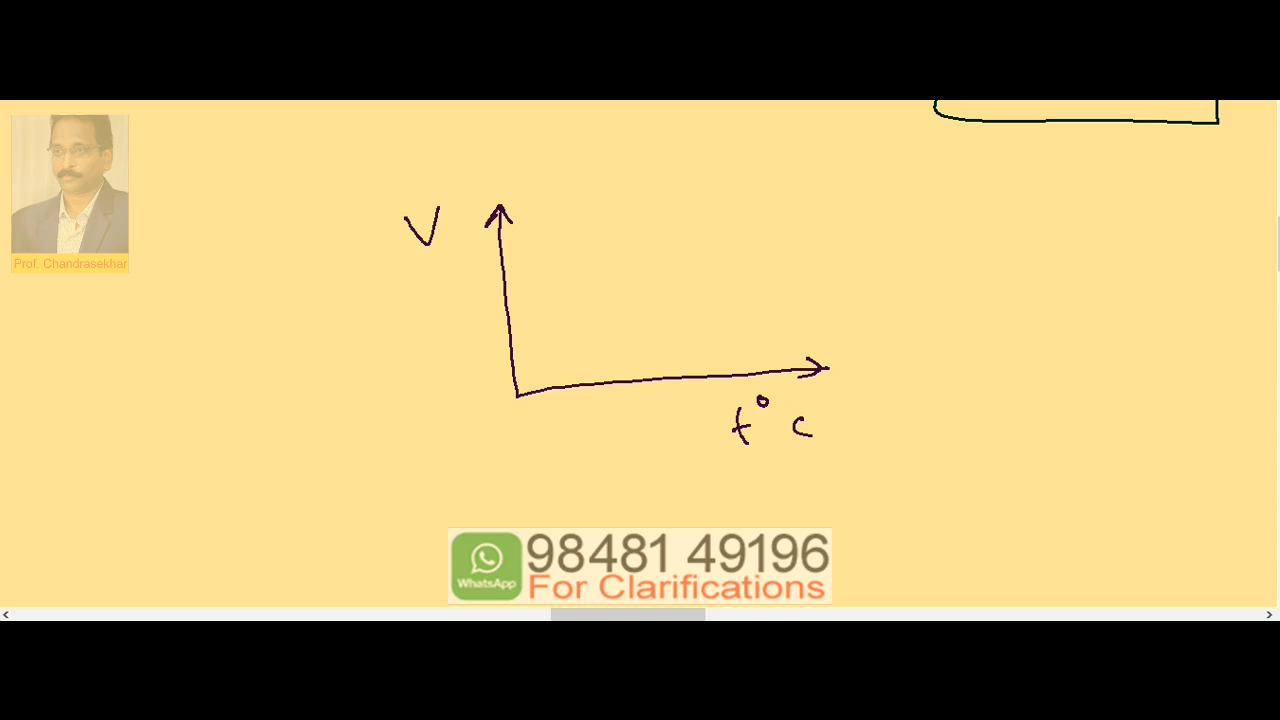 V
Prof. Chandrasekhar
t° c
98481 49196
WhatsApp
For Clarifications